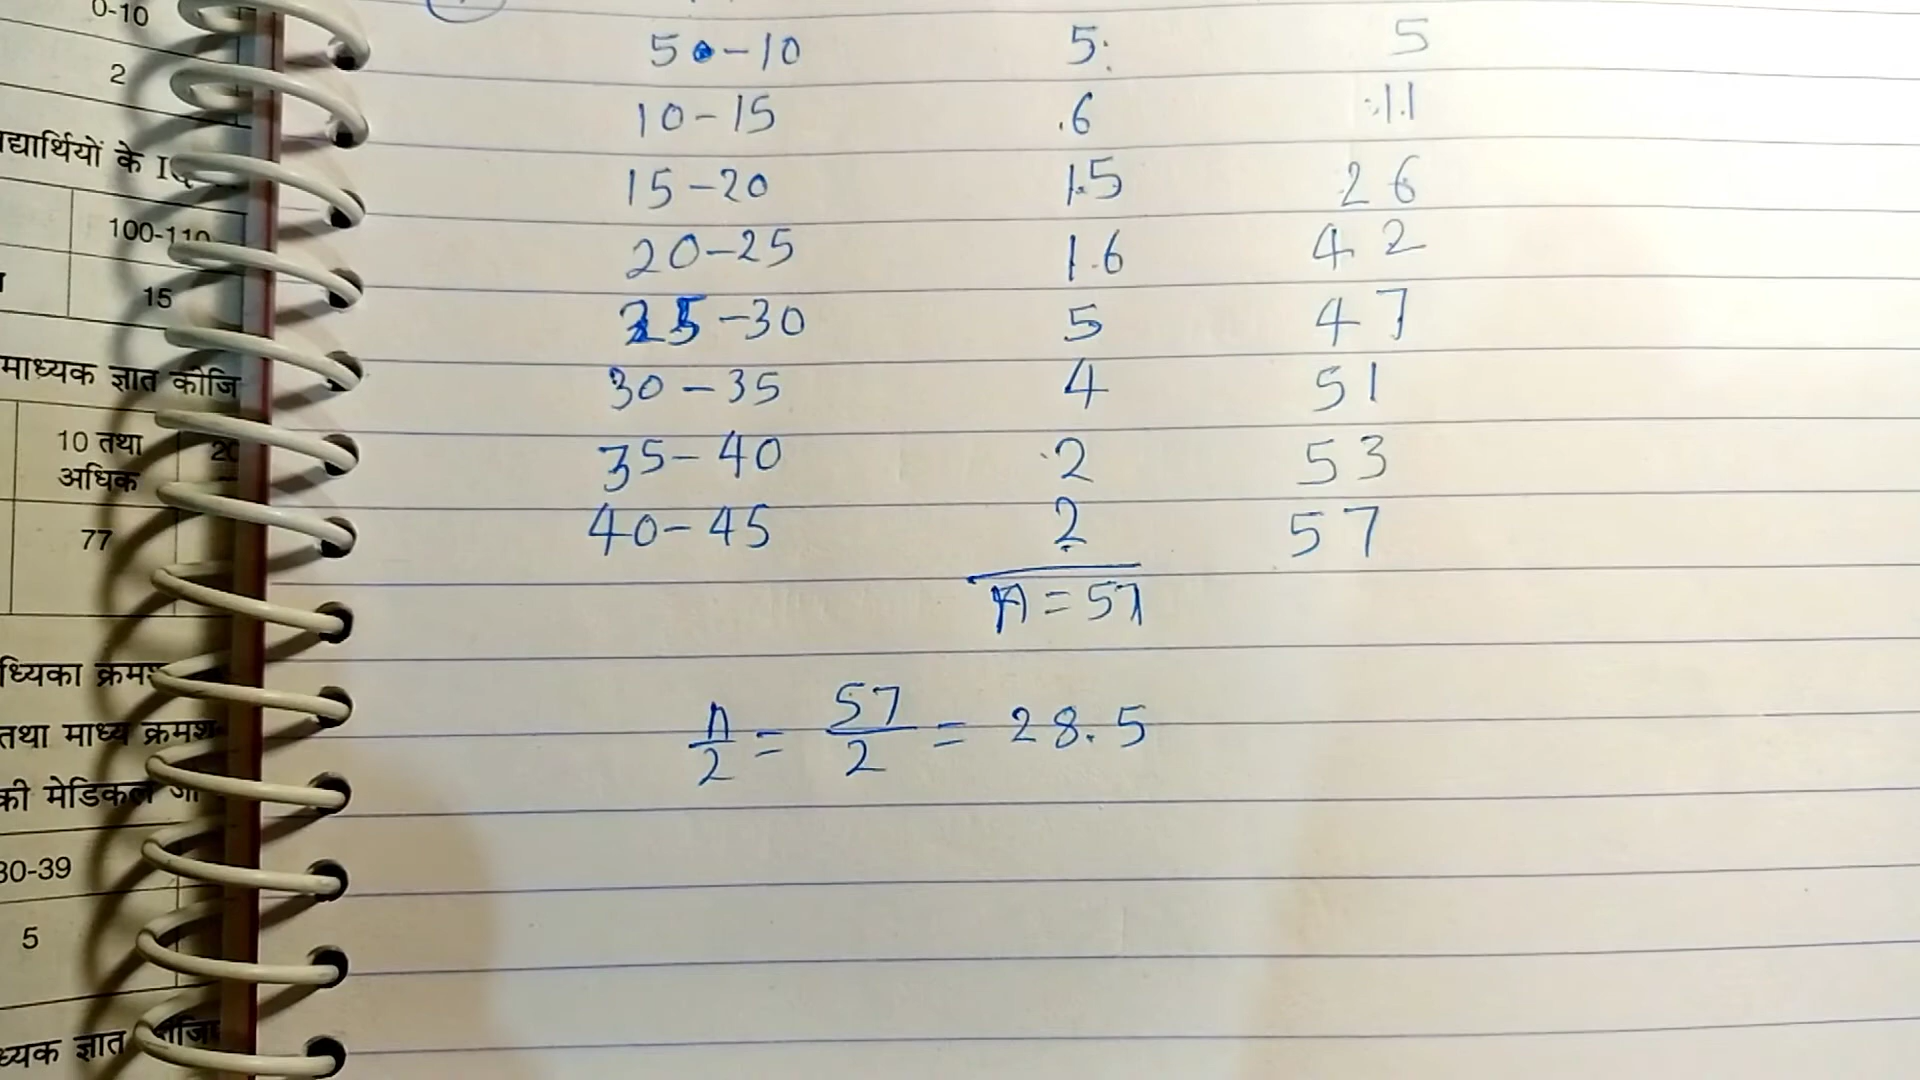 0-10
2
द्यार्थियों के
100-110
15
माध्यक ज्ञात कीजि
10 तथा 20
अधिक
77
ध्यिका क्रमश
तथा माध्य क्रमश
की मेडिकल जा
30-39
5
ध्यक ज्ञात कीजि
5-10 5 5
10-15 6 11
15-20 15 26
20-25 16 42
25-30 5 47
30-35 4 51
35-40 2 53
40-45 2 57
n = 57
n/2 = 57/2 = 28.5